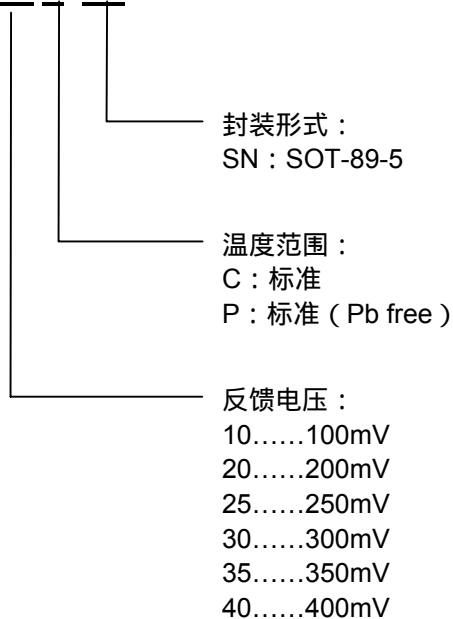 封装形式：
SN：SOT-89-5
温度范围：
C：标准
P：标准（Pb free）
反馈电压：
10……100mV
20……200mV
25……250mV
30……300mV
35……350mV
40……400mV